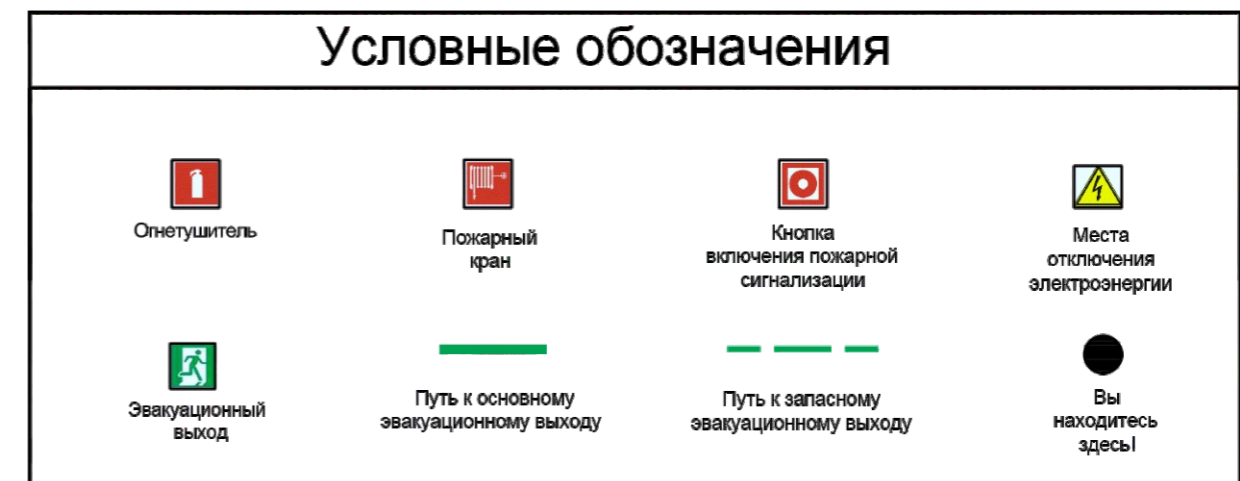 Условные обозначения
Огнетушитель
Пожарный
кран
Кнопка
включения пожарной
сигнализации
Места
отключения
электроэнергии
Эвакуационный
выход
Путь к основному
эвакуационному выходу
Путь к запасному
эвакуационному выходу
Вы
находитесь
здесь!